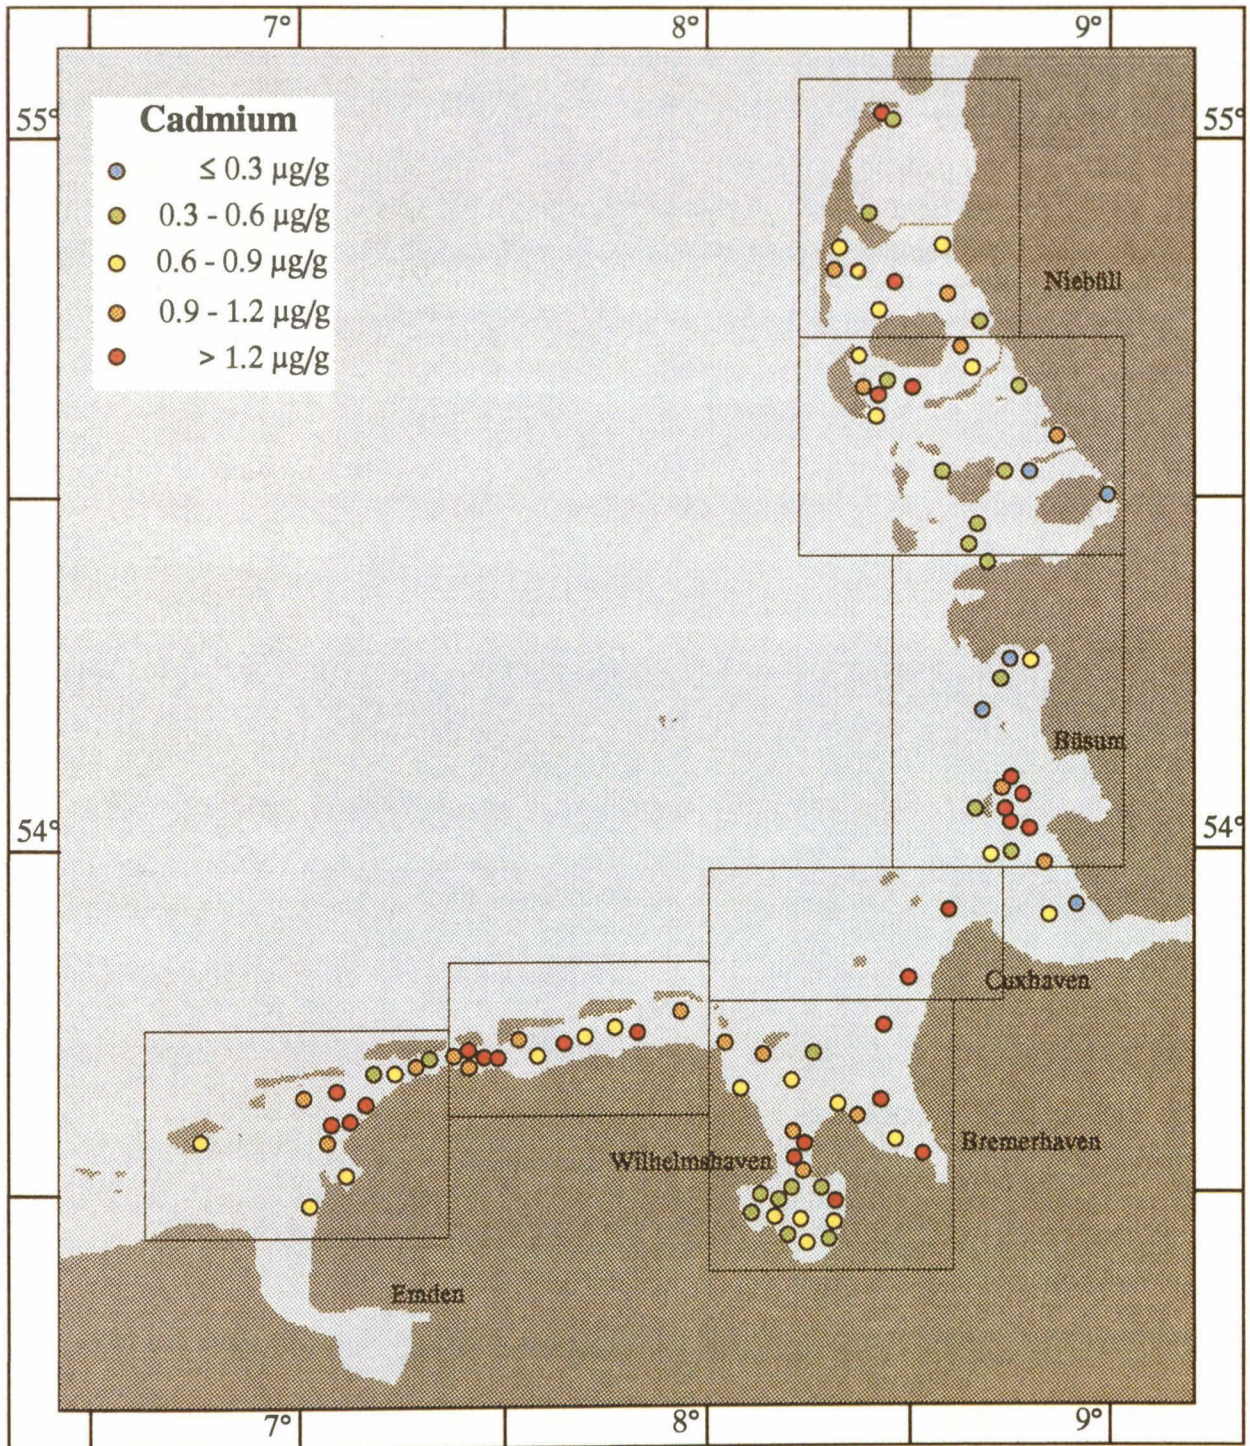 7° 8° 9°
55° 55°
Cadmium
≤ 0.3 µg/g
0.3 - 0.6 µg/g
0.6 - 0.9 µg/g
0.9 - 1.2 µg/g
> 1.2 µg/g
Niebüll
Büsum
54° 54°
Cuxhaven
Bremerhaven
Wilhelmshaven
Emden
7° 8° 9°